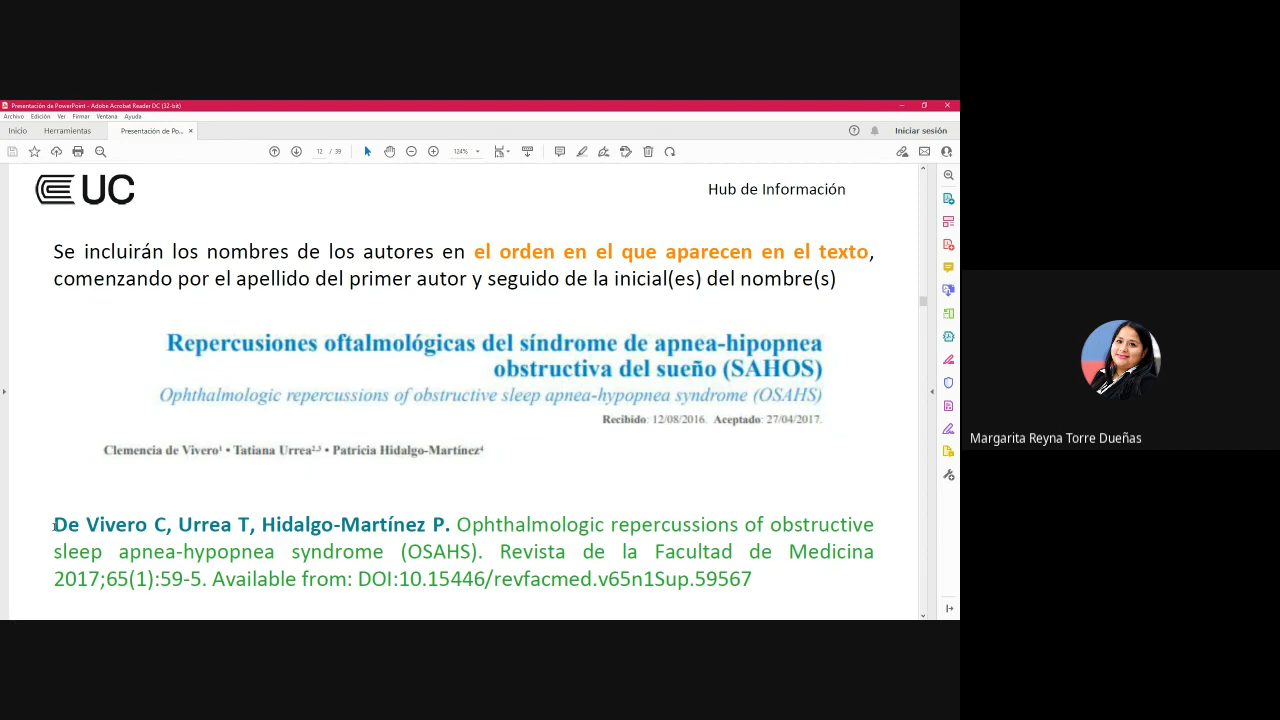 Presentación de PowerPoint - Adobe Acrobat Reader DC (32-bit)
Archivo Edición Ver Firmar Ventana Ayuda
Inicio Herramientas Presentación de Po... × Iniciar sesión
12 / 39 124%
UC
Hub de Información
Se incluirán los nombres de los autores en el orden en el que aparecen en el texto,
comenzando por el apellido del primer autor y seguido de la inicial(es) del nombre(s)
Repercusiones oftalmológicas del síndrome de apnea-hipopnea
obstructiva del sueño (SAHOS)
Ophthalmologic repercussions of obstructive sleep apnea-hypopnea syndrome (OSAHS)
Recibido: 12/08/2016. Aceptado: 27/04/2017.
Clemencia de Vivero¹ • Tatiana Urrea²,³ • Patricia Hidalgo-Martínez⁴
De Vivero C, Urrea T, Hidalgo-Martínez P. Ophthalmologic repercussions of obstructive
sleep apnea-hypopnea syndrome (OSAHS). Revista de la Facultad de Medicina
2017;65(1):59-5. Available from: DOI:10.15446/revfacmed.v65n1Sup.59567
Margarita Reyna Torre Dueñas